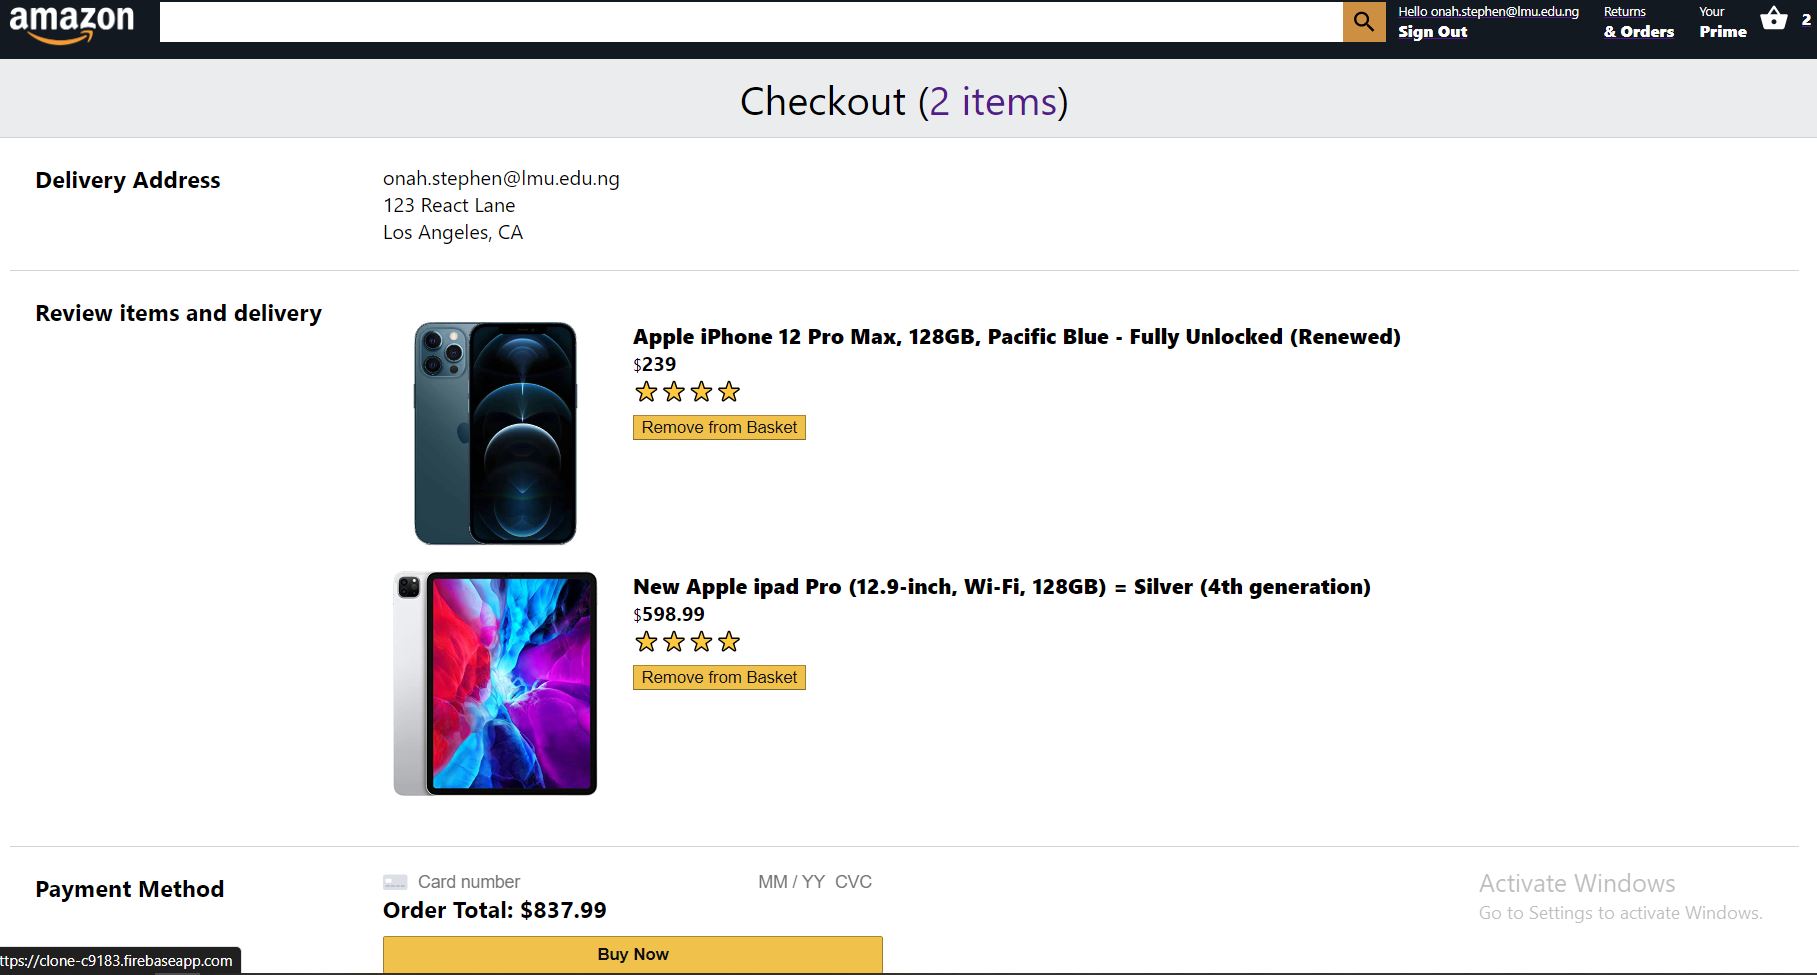 amazon
Hello onah.stephen@lmu.edu.ng
Sign Out
Returns
& Orders
Your
Prime
2
Checkout (2 items)
Delivery Address
onah.stephen@lmu.edu.ng
123 React Lane
Los Angeles, CA
Review items and delivery
Apple iPhone 12 Pro Max, 128GB, Pacific Blue - Fully Unlocked (Renewed)
$239
Remove from Basket
New Apple ipad Pro (12.9-inch, Wi-Fi, 128GB) = Silver (4th generation)
$598.99
Remove from Basket
Payment Method
Card number
MM / YY CVC
Order Total: $837.99
Buy Now
Activate Windows
Go to Settings to activate Windows.
ttps://clone-c9183.firebaseapp.com